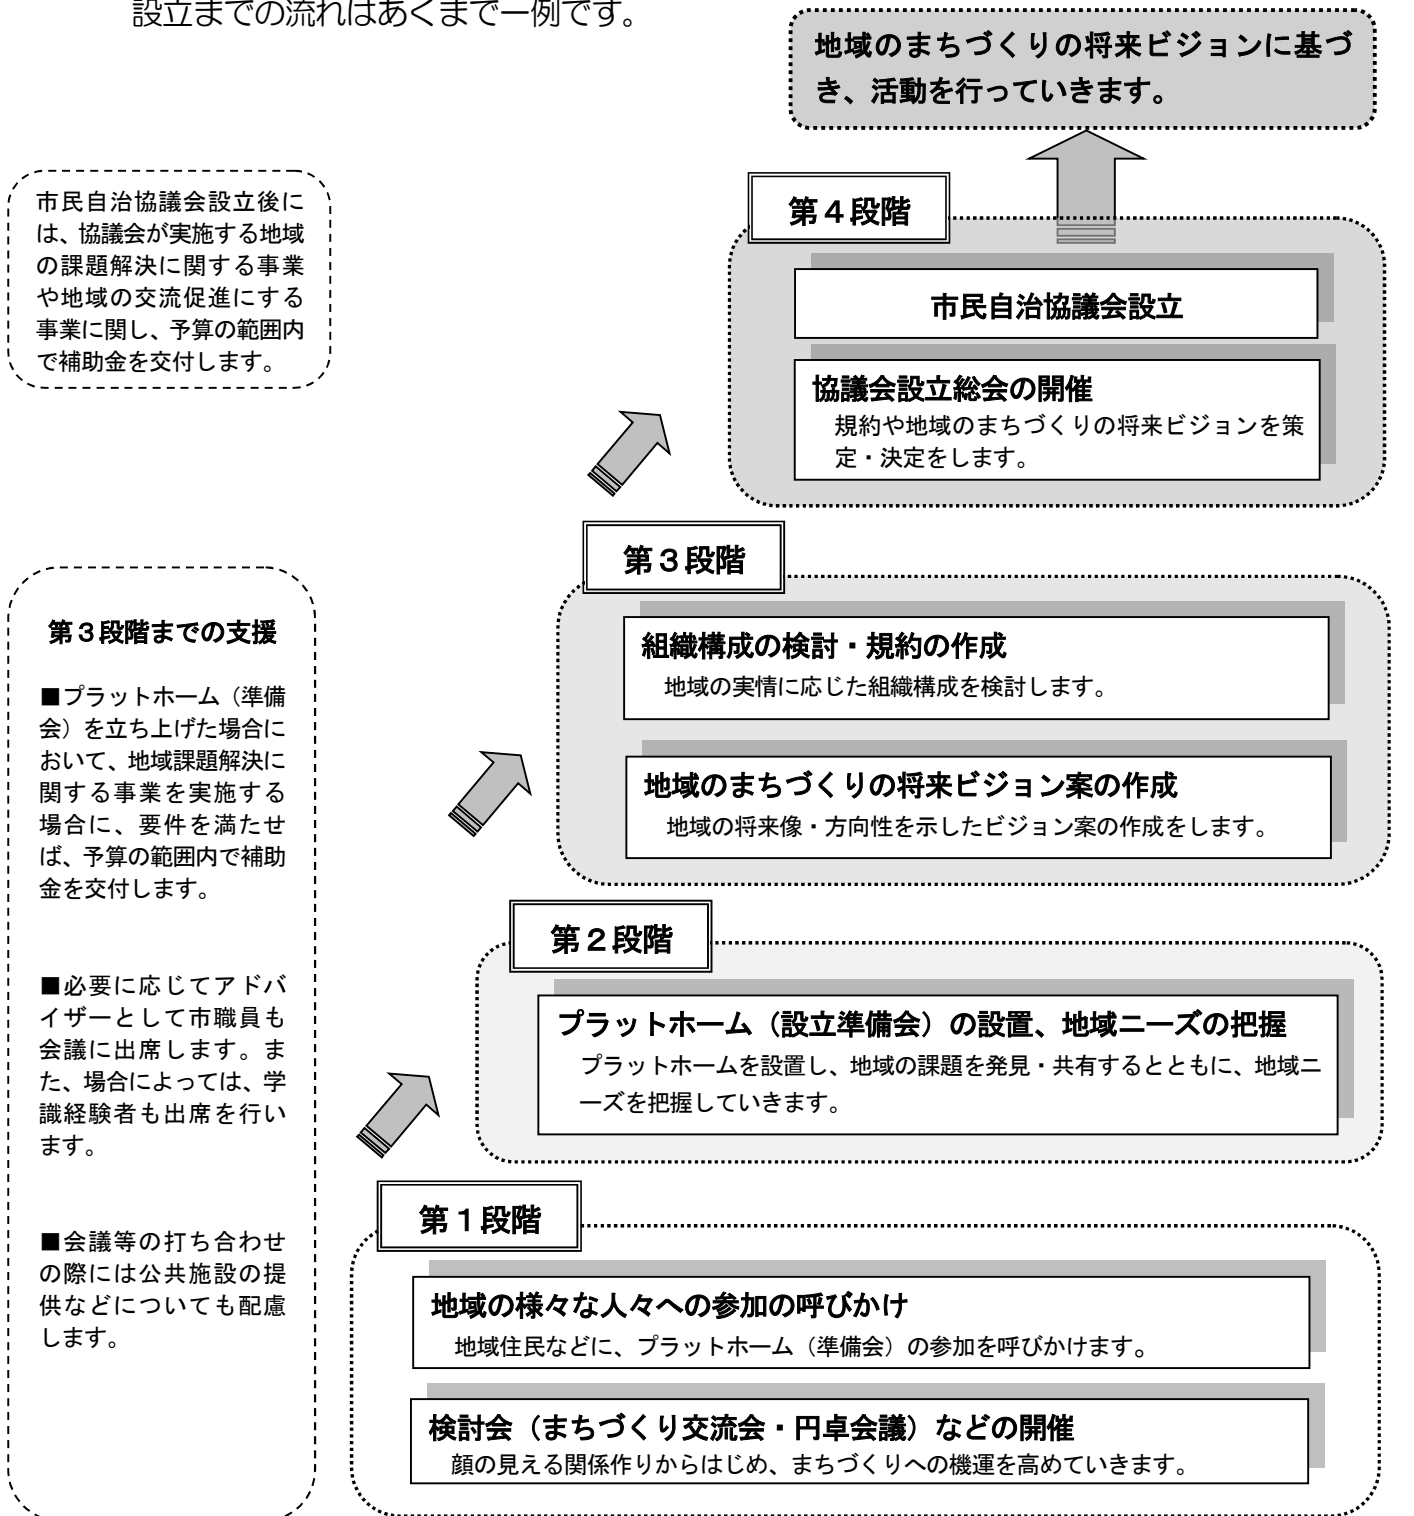 設立までの流れはあくまで一例です。
地域のまちづくりの将来ビジョンに基づ
き、活動を行っていきます。
市民自治協議会設立後に
は、協議会が実施する地域
の課題解決に関する事業
や地域の交流促進にする
事業に関し、予算の範囲内
で補助金を交付します。
第４段階
市民自治協議会設立
協議会設立総会の開催
規約や地域のまちづくりの将来ビジョンを策
定・決定をします。
第３段階
組織構成の検討・規約の作成
地域の実情に応じた組織構成を検討します。
地域のまちづくりの将来ビジョン案の作成
地域の将来像・方向性を示したビジョン案の作成をします。
第３段階までの支援
■プラットホーム（準備
会）を立ち上げた場合に
おいて、地域課題解決に
関する事業を実施する
場合に、要件を満たせ
ば、予算の範囲内で補助
金を交付します。
■必要に応じてアドバ
イザーとして市職員も
会議に出席します。ま
た、場合によっては、学
識経験者も出席を行い
ます。
■会議等の打ち合わせ
の際には公共施設の提
供などについても配慮
します。
第２段階
プラットホーム（設立準備会）の設置、地域ニーズの把握
プラットホームを設置し、地域の課題を発見・共有するとともに、地域ニ
ーズを把握していきます。
第１段階
地域の様々な人々への参加の呼びかけ
地域住民などに、プラットホーム（準備会）の参加を呼びかけます。
検討会（まちづくり交流会・円卓会議）などの開催
顔の見える関係作りからはじめ、まちづくりへの機運を高めていきます。